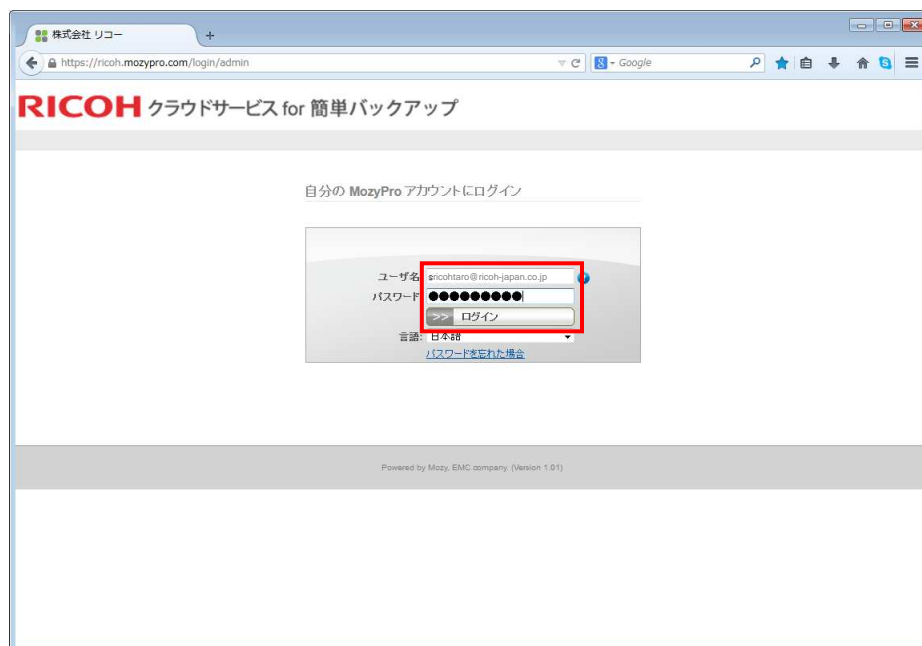 株式会社 リコー
https://ricoh.mozypro.com/login/admin
Google
RICOH クラウドサービス for 簡単バックアップ
自分の MozyPro アカウントにログイン
ユーザ名 sricohtaro@ricoh-japan.co.jp
パスワード ●●●●●●●●●
>> ログイン
言語: 日本語
パスワードを忘れた場合
Powered by Mozy, EMC company. (Version 1.01)